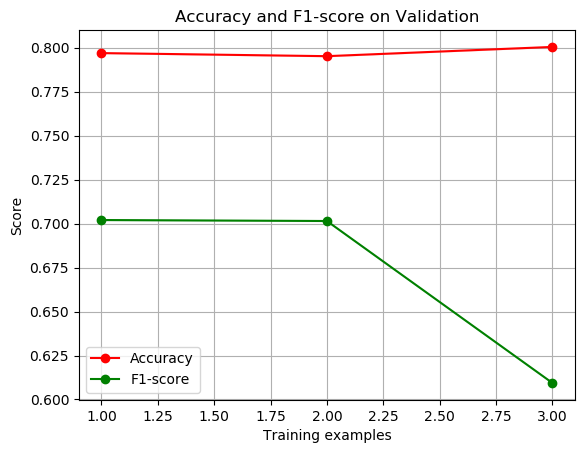 Accuracy and F1-score on Validation
0.800
0.775
0.750
0.725
0.700
0.675
0.650
0.625
0.600
Score
Accuracy
F1-score
1.00 1.25 1.50 1.75 2.00 2.25 2.50 2.75 3.00
Training examples